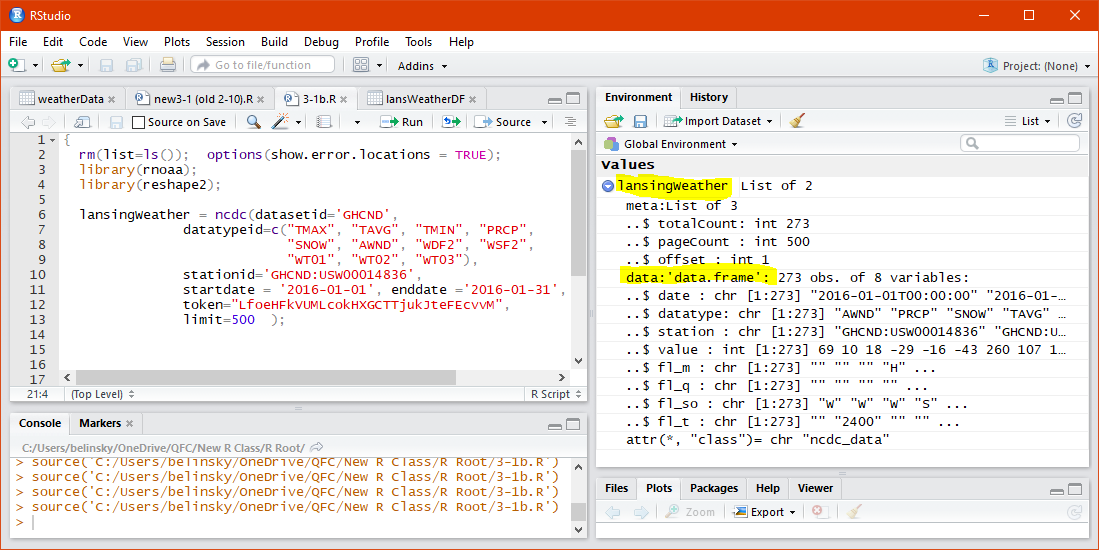 RStudio
File Edit Code View Plots Session Build Debug Profile Tools Help
Go to file/function Addins Project: (None)
weatherData new3-1 (old 2-10).R 3-1b.R lansWeatherDF
Source on Save Run Source
1 {
2 rm(list=ls()); options(show.error.locations = TRUE);
3 library(rnoaa);
4 library(reshape2);
5
6 lansingWeather = ncdc(datasetid='GHCND',
7 datatypeid=c("TMAX", "TAVG", "TMIN", "PRCP",
8 "SNOW", "AWND", "WDF2", "WSF2",
9 "WT01", "WT02", "WT03"),
10 stationid='GHCND:USW00014836',
11 startdate = '2016-01-01', enddate ='2016-01-31',
12 token="LfoeHFkVUMLcokHXGCTTjukJteFEcvvM",
13 limit=500 );
14
15
16
17
21:4 (Top Level) R Script
Console Markers
C:/Users/belinsky/OneDrive/QFC/New R Class/R Root/
> source('C:/Users/belinsky/OneDrive/QFC/New R Class/R Root/3-1b.R')
> source('C:/Users/belinsky/OneDrive/QFC/New R Class/R Root/3-1b.R')
> source('C:/Users/belinsky/OneDrive/QFC/New R Class/R Root/3-1b.R')
> source('C:/Users/belinsky/OneDrive/QFC/New R Class/R Root/3-1b.R')
>
Environment History
Import Dataset List
Global Environment
Values
lansingWeather List of 2
meta:List of 3
..$ totalCount: int 273
..$ pageCount : int 500
..$ offset : int 1
data:'data.frame': 273 obs. of 8 variables:
..$ date : chr [1:273] "2016-01-01T00:00:00" "2016-01-…
..$ datatype: chr [1:273] "AWND" "PRCP" "SNOW" "TAVG" …
..$ station : chr [1:273] "GHCND:USW00014836" "GHCND:U…
..$ value : int [1:273] 69 10 18 -29 -16 -43 260 107 1…
..$ fl_m : chr [1:273] "" "" "" "H" ...
..$ fl_q : chr [1:273] "" "" "" "" ...
..$ fl_so : chr [1:273] "W" "W" "W" "S" ...
..$ fl_t : chr [1:273] "" "2400" "" "" ...
attr(*, "class")= chr "ncdc_data"
Files Plots Packages Help Viewer
Zoom Export